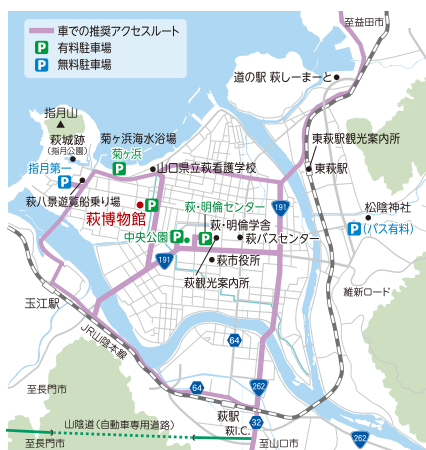 車での推奨アクセスルート
P 有料駐車場
P 無料駐車場
至益田市
道の駅 萩しーまーと
指月山
萩城跡
(指月公園)
菊ヶ浜海水浴場
菊ヶ浜
P
山口県立萩看護学校
東萩駅観光案内所
東萩駅
指月第一
P
萩八景遊覧船乗り場
P
萩博物館
萩・明倫センター
191
松陰神社
P (バス有料)
萩・明倫学舎
中央公園 P
P
萩バスセンター
191
萩市役所
萩観光案内所
維新ロード
玉江駅
JR山陰本線
64
64
262
至長門市
萩駅
32
山陰道(自動車専用道路)
萩I.C.
262
至長門市
至山口市